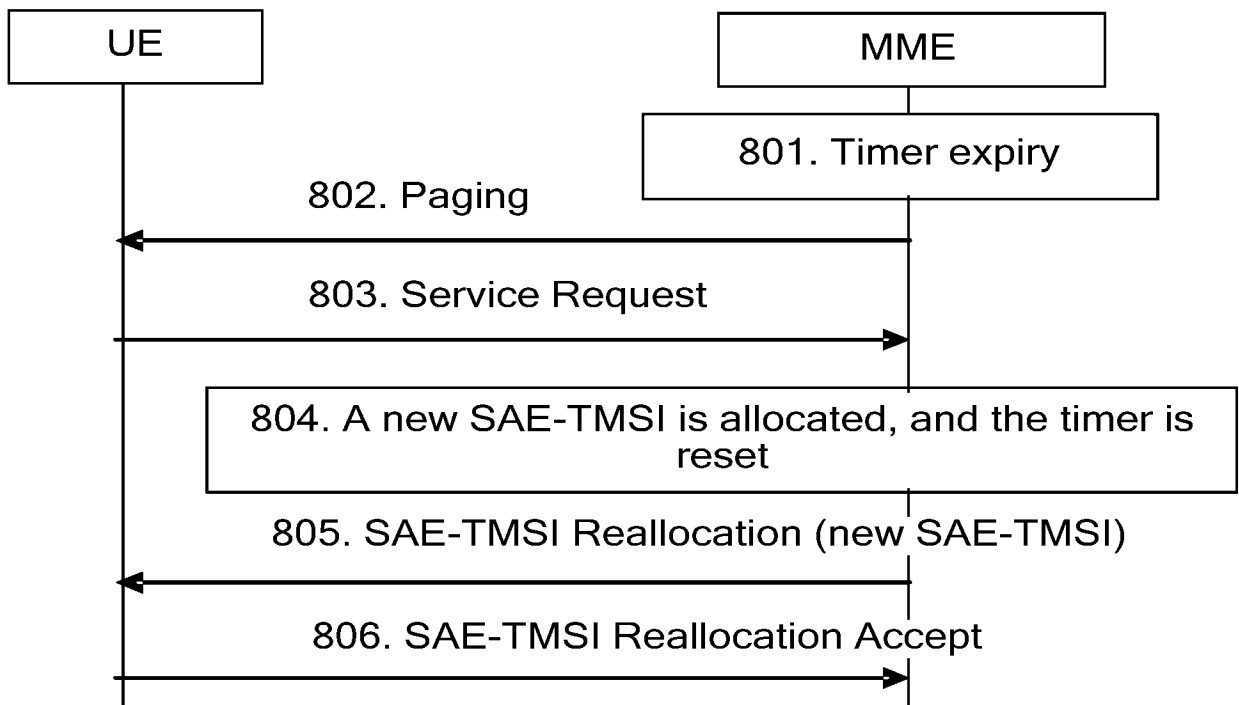 UE
MME
801. Timer expiry
802. Paging
803. Service Request
804. A new SAE-TMSI is allocated, and the timer is
reset
805. SAE-TMSI Reallocation (new SAE-TMSI)
806. SAE-TMSI Reallocation Accept